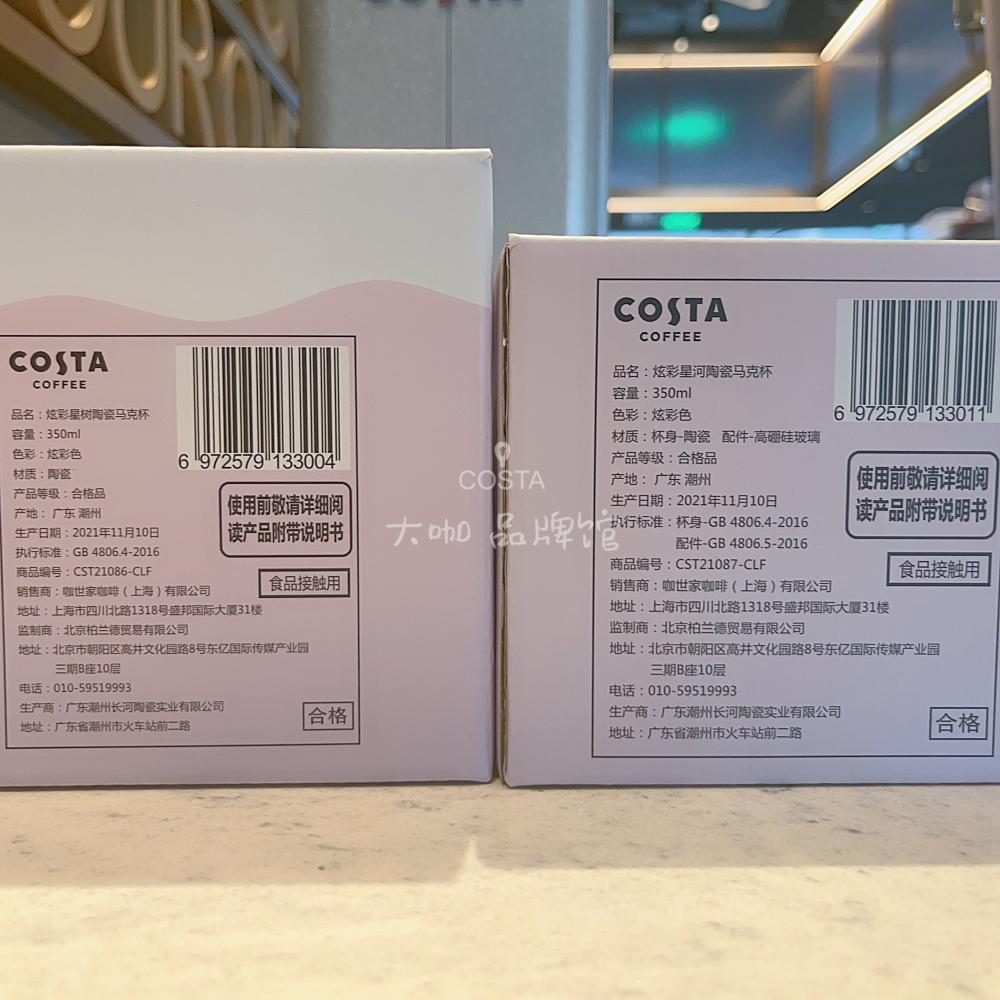 COSTA
COFFEE
品名：炫彩星树陶瓷马克杯
容量：350ml
色彩：炫彩色
材质：陶瓷
产品等级：合格品
产地： 广东 潮州
生产日期：2021年11月10日
执行标准：GB 4806.4-2016
商品编号：CST21086-CLF
销售商：咖世家咖啡（上海）有限公司
地址：上海市四川北路1318号盛邦国际大厦31楼
监制商：北京柏兰德贸易有限公司
地址：北京市朝阳区高井文化园路8号东亿国际传媒产业园
三期B座10层
电话：010-59519993
生产商：广东潮州长河陶瓷实业有限公司
地址：广东省潮州市火车站前二路
6 972579 133004
使用前敬请详细阅
读产品附带说明书
食品接触用
合格
COSTA
大咖 品牌馆
COSTA
COFFEE
品名：炫彩星河陶瓷马克杯
容量：350ml
色彩：炫彩色
材质：杯身-陶瓷 配件-高硼硅玻璃
产品等级：合格品
产地： 广东 潮州
生产日期：2021年11月10日
执行标准：杯身-GB 4806.4-2016
配件-GB 4806.5-2016
商品编号：CST21087-CLF
销售商：咖世家咖啡（上海）有限公司
地址：上海市四川北路1318号盛邦国际大厦31楼
监制商：北京柏兰德贸易有限公司
地址：北京市朝阳区高井文化园路8号东亿国际传媒产业园
三期B座10层
电话：010-59519993
生产商：广东潮州长河陶瓷实业有限公司
地址：广东省潮州市火车站前二路
6 972579 133011
使用前敬请详细阅
读产品附带说明书
食品接触用
合格